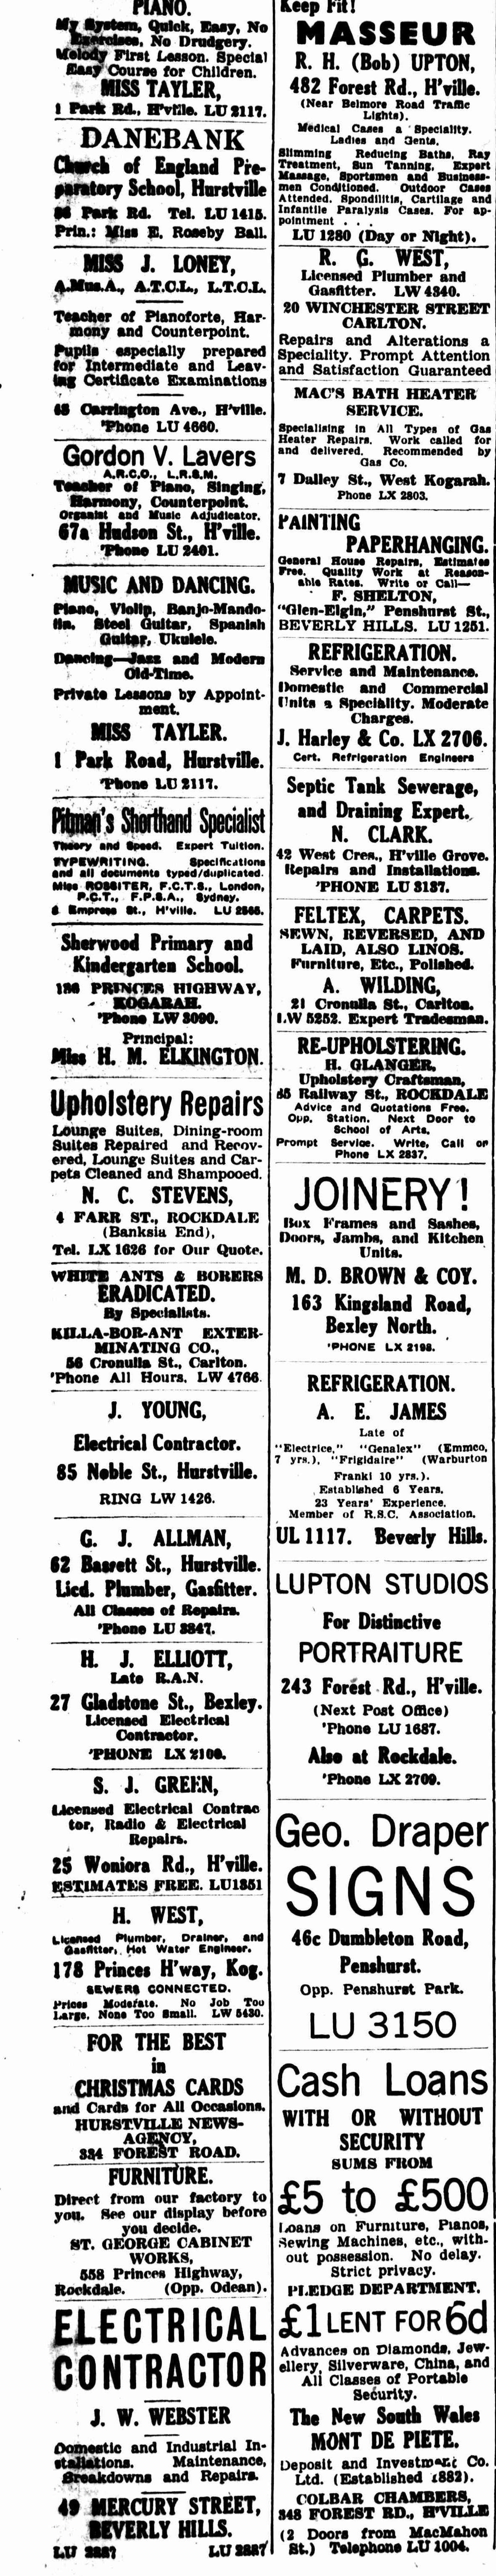 PIANO.
My System, Quick, Easy, No
Exercises, No Drudgery.
Melody First Lesson. Special
Easy Course for Children.
MISS TAYLER,
1 Park Rd., H'ville. LU 2117.
DANEBANK
Church of England Pre-
paratory School, Hurstville
Park Rd. Tel. LU 1415.
Prin.: Miss E. Roseby Ball.
MISS J. LONEY,
A.Mus.A., A.T.C.L., L.T.C.L.
Teacher of Pianoforte, Har-
mony and Counterpoint.
Pupils especially prepared
for Intermediate and Leav-
ing Certificate Examinations
48 Carrington Ave., H'ville.
'Phone LU 4660.
Gordon V. Lavers
A.R.C.O., L.R.S.M.
Teacher of Piano, Singing,
Harmony, Counterpoint.
Organist and Music Adjudicator.
67a Hudson St., H'ville.
'Phone LU 2401.
MUSIC AND DANCING.
Piano, Violin, Banjo-Mando-
lin, Steel Guitar, Spanish
Guitar, Ukulele.
Dancing—Jazz and Modern
Old-Time.
Private Lessons by Appoint-
ment.
MISS TAYLER.
1 Park Road, Hurstville.
'Phone LU 2117.
Pitman's Shorthand Specialist
Theory and Speed. Expert Tuition.
TYPEWRITING. Specifications
and all documents typed/duplicated.
Miss ROSSITER, F.C.T.S., London,
P.C.T., F.P.S.A., Sydney.
Empress St., H'ville. LU
Sherwood Primary and
Kindergarten School.
186 PRINCES HIGHWAY,
KOGARAH.
'Phone LW 3090.
Principal:
Miss H. M. ELKINGTON.
Upholstery Repairs
Lounge Suites, Dining-room
Suites Repaired and Recov-
ered, Lounge Suites and Car-
pets Cleaned and Shampooed.
N. C. STEVENS,
4 FARR ST., ROCKDALE
(Banksia End),
Tel. LX 1626 for Our Quote.
WHITE ANTS & BORERS
ERADICATED.
By Specialists.
KILLA-BOR-ANT EXTER-
MINATING CO.,
56 Cronulla St., Carlton.
'Phone All Hours. LW 4766.
J. YOUNG,
Electrical Contractor.
85 Noble St., Hurstville.
RING LW 1426.
G. J. ALLMAN,
62 Bassett St., Hurstville.
Licd. Plumber, Gasfitter.
All Classes of Repairs.
'Phone LU 3847.
H. J. ELLIOTT,
Late R.A.N.
27 Gladstone St., Bexley.
Licensed Electrical
Contractor.
'PHONE LX 2100.
S. J. GREEN,
Licensed Electrical Contrac
tor, Radio & Electrical
Repairs.
25 Woniora Rd., H'ville.
ESTIMATES FREE. LU1351
H. WEST,
Licensed Plumber, Drainer, and
Gasfitter, Hot Water Engineer.
178 Princes H'way, Kog.
SEWERS CONNECTED.
Prices Moderate. No Job Too
Large, None Too Small. LW 5430.
FOR THE BEST
in
CHRISTMAS CARDS
and Cards for All Occasions.
HURSTVILLE NEWS-
AGENCY,
334 FOREST ROAD.
FURNITURE.
Direct from our factory to
you. See our display before
you decide.
ST. GEORGE CABINET
WORKS,
558 Princes Highway,
Rockdale. (Opp. Odean).
ELECTRICAL
CONTRACTOR
J. W. WEBSTER
Domestic and Industrial In-
stallations. Maintenance,
Breakdowns and Repairs.
49 MERCURY STREET,
BEVERLY HILLS.
LU 2887 LU 2887
Keep Fit!
MASSEUR
R. H. (Bob) UPTON,
482 Forest Rd., H'ville.
(Near Belmore Road Traffic
Lights).
Medical Cases a Speciality.
Ladies and Gents.
Slimming Reducing Baths, Ray
Treatment, Sun Tanning, Expert
Massage, Sportsmen and Business-
men Conditioned. Outdoor Cases
Attended. Spondilitis, Cartilage and
Infantile Paralysis Cases. For ap-
pointment . . .
LU 1280 (Day or Night).
R. G. WEST,
Licensed Plumber and
Gasfitter. LW 4340.
20 WINCHESTER STREET
CARLTON.
Repairs and Alterations a
Speciality. Prompt Attention
and Satisfaction Guaranteed
MAC'S BATH HEATER
SERVICE.
Specialising in All Types of Gas
Heater Repairs. Work called for
and delivered. Recommended by
Gas Co.
7 Dalley St., West Kogarah.
Phone LX 2803.
PAINTING
PAPERHANGING.
General House Repairs, Estimates
Free. Quality Work at Reason-
able Rates. Write or Call—
F. SHELTON,
"Glen-Elgin," Penshurst St.,
BEVERLY HILLS. LU 1251.
REFRIGERATION.
Service and Maintenance.
Domestic and Commercial
Units a Speciality. Moderate
Charges.
J. Harley & Co. LX 2706.
Cert. Refrigeration Engineers
Septic Tank Sewerage,
and Draining Expert.
N. CLARK.
42 West Cres., H'ville Grove.
Repairs and Installations.
'PHONE LU 3137.
FELTEX, CARPETS.
SEWN, REVERSED, AND
LAID, ALSO LINOS.
Furniture, Etc., Polished.
A. WILDING,
21 Cronulla St., Carlton.
LW 5252. Expert Tradesman.
RE-UPHOLSTERING.
H. GLANGER,
Upholstery Craftsman,
55 Railway St., ROCKDALE
Advice and Quotations Free.
Opp. Station. Next Door to
School of Arts.
Prompt Service. Write, Call or
Phone LX 2837.
JOINERY!
Box Frames and Sashes,
Doors, Jambs, and Kitchen
Units.
M. D. BROWN & COY.
163 Kingsland Road,
Bexley North.
'PHONE LX 2198.
REFRIGERATION.
A. E. JAMES
Late of
"Electrice," "Genalex" (Emmco,
7 yrs.), "Frigidaire" (Warburton
Franki 10 yrs.).
Established 6 Years.
23 Years' Experience.
Member of R.S.C. Association.
UL 1117. Beverly Hills.
LUPTON STUDIOS
For Distinctive
PORTRAITURE
243 Forest Rd., H'ville.
(Next Post Office)
'Phone LU 1687.
Also at Rockdale.
'Phone LX 2709.
Geo. Draper
SIGNS
46c Dumbleton Road,
Penshurst.
Opp. Penshurst Park.
LU 3150
Cash Loans
WITH OR WITHOUT
SECURITY
SUMS FROM
£5 to £500
Loans on Furniture, Pianos,
Sewing Machines, etc., with-
out possession. No delay.
Strict privacy.
PLEDGE DEPARTMENT.
£1 LENT FOR 6d
Advances on Diamonds, Jew-
ellery, Silverware, China, and
All Classes of Portable
Security.
The New South Wales
MONT DE PIETE.
Deposit and Investment Co.
Ltd. (Established 1882).
COLBAR CHAMBERS,
348 FOREST RD., H'VILLE
(2 Doors from MacMahon
St.) Telephone LU 1004.